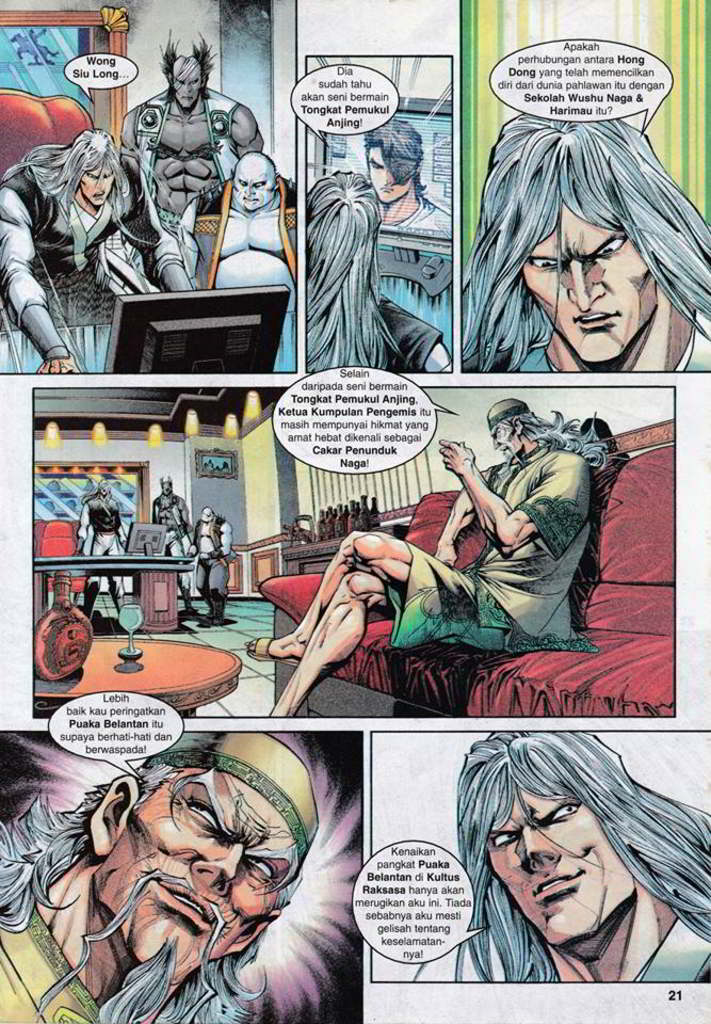 Wong
Siu Long...
Dia
sudah tahu
akan seni bermain
Tongkat Pemukul
Anjing!
Apakah
perhubungan antara Hong
Dong yang telah memencilkan
diri dari dunia pahlawan itu dengan
Sekolah Wushu Naga &
Harimau itu?
Selain
daripada seni bermain
Tongkat Pemukul Anjing,
Ketua Kumpulan Pengemis itu
masih mempunyai hikmat yang
amat hebat dikenali sebagai
Cakar Penunduk
Naga!
Lebih
baik kau peringatkan
Puaka Belantan itu
supaya berhati-hati dan
berwaspada!
Kenaikan
pangkat Puaka
Belantan di Kultus
Raksasa hanya akan
merugikan aku ini. Tiada
sebabnya aku mesti
gelisah tentang
keselamatan-
nya!
21